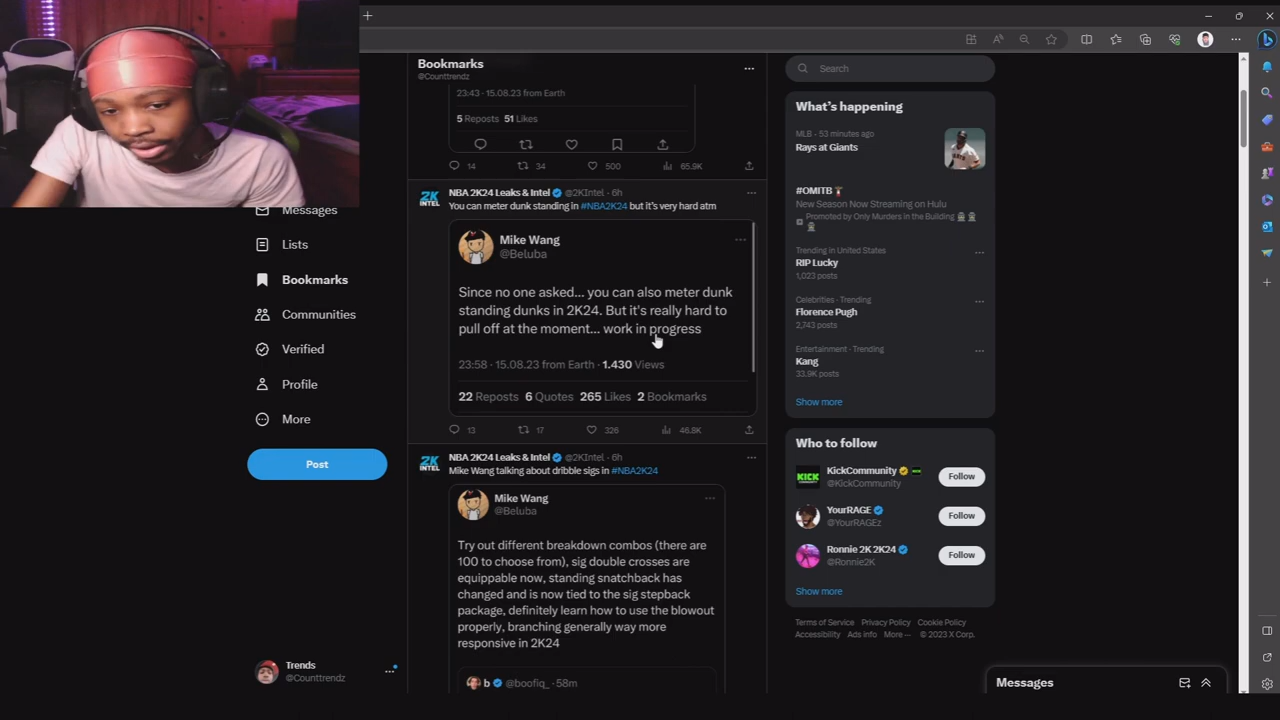 Bookmarks
@Counttrendz
23:43 · 15.08.23 from Earth
5 Reposts 51 Likes
14 34 500 65.9K
NBA 2K24 Leaks & Intel @2KIntel · 6h
You can meter dunk standing in #NBA2K24 but it's very hard atm
2K
INTEL
Mike Wang
@Beluba
Since no one asked... you can also meter dunk
standing dunks in 2K24. But it's really hard to
pull off at the moment... work in progress
23:58 · 15.08.23 from Earth · 1.430 Views
22 Reposts 6 Quotes 265 Likes 2 Bookmarks
13 17 326 46.8K
NBA 2K24 Leaks & Intel @2KIntel · 6h
Mike Wang talking about dribble sigs in #NBA2K24
2K
INTEL
Mike Wang
@Beluba
Try out different breakdown combos (there are
100 to choose from), sig double crosses are
equippable now, standing snatchback has
changed and is now tied to the sig stepback
package, definitely learn how to use the blowout
properly, branching generally way more
responsive in 2K24
b @boofiq_ · 58m
Messages
Lists
Bookmarks
Communities
Verified
Profile
More
Post
Trends
@Counttrendz
Search
What's happening
MLB · 53 minutes ago
Rays at Giants
#OMITB
New Season Now Streaming on Hulu
Promoted by Only Murders in the Building
Trending in United States
RIP Lucky
1,023 posts
Celebrities · Trending
Florence Pugh
2,743 posts
Entertainment · Trending
Kang
33.9K posts
Show more
Who to follow
KICK
COMMUNITY
KickCommunity
@KickCommunity
Follow
YourRAGE
@YourRAGEz
Follow
Ronnie 2K 2K24
@Ronnie2K
Follow
Show more
Terms of Service Privacy Policy Cookie Policy
Accessibility Ads info More ··· © 2023 X Corp.
Messages